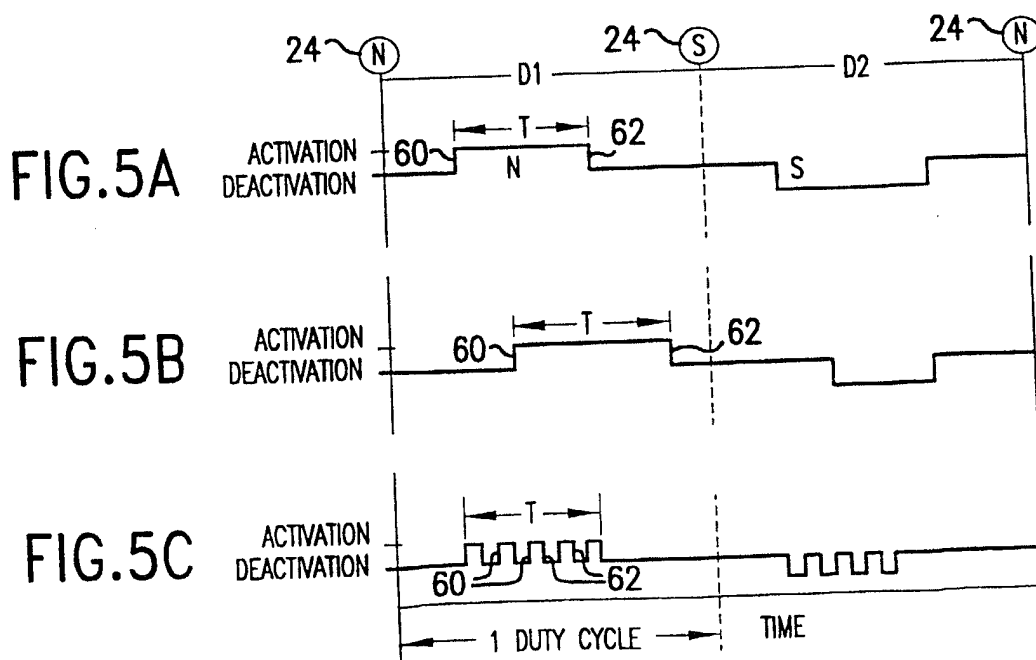 24 N 24 S 24 N
D1 D2
FIG.5A
ACTIVATION
DEACTIVATION
60 T 62
N S
FIG.5B
ACTIVATION
DEACTIVATION
60 T 62
FIG.5C
ACTIVATION
DEACTIVATION
T
60 62
1 DUTY CYCLE TIME